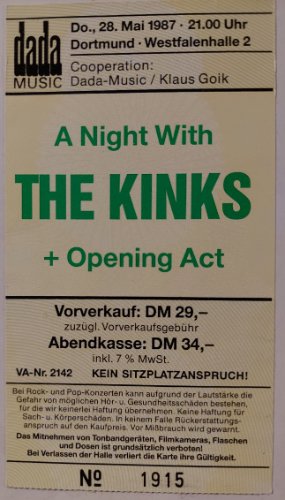 dada
MUSIC
Do., 28. Mai 1987 · 21.00 Uhr
Dortmund · Westfalenhalle 2
Cooperation:
Dada-Music / Klaus Goik
A Night With
THE KINKS
+ Opening Act
Vorverkauf: DM 29,–
zuzügl. Vorverkaufsgebühr
Abendkasse: DM 34,–
inkl. 7 % MwSt.
VA-Nr. 2142 KEIN SITZPLATZANSPRUCH!
Bei Rock- und Pop-Konzerten kann aufgrund der Lautstärke die
Gefahr von möglichen Hör- u. Gesundheitsschäden bestehen,
für die wir keinerlei Haftung übernehmen. Keine Haftung für
Sach- u. Körperschäden. In keinem Falle Rückerstattungs-
anspruch auf den Kaufpreis. Vor Mißbrauch wird gewarnt.
Das Mitnehmen von Tonbandgeräten, Filmkameras, Flaschen
und Dosen ist grundsätzlich verboten!
Bei Verlassen der Halle verliert die Karte ihre Gültigkeit.
Nº 1915